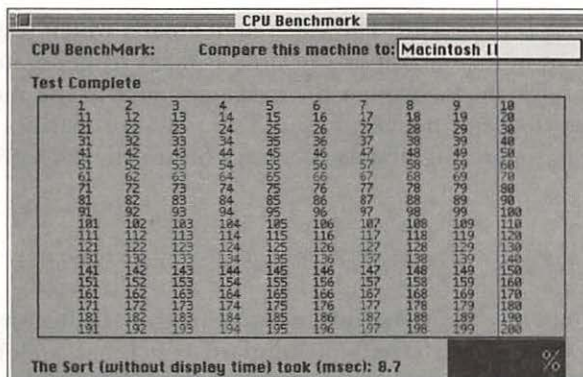 CPU Benchmark
CPU BenchMark: Compare this machine to: Macintosh II
Test Complete
1 2 3 4 5 6 7 8 9 10
11 12 13 14 15 16 17 18 19 20
21 22 23 24 25 26 27 28 29 30
31 32 33 34 35 36 37 38 39 40
41 42 43 44 45 46 47 48 49 50
51 52 53 54 55 56 57 58 59 60
61 62 63 64 65 66 67 68 69 70
71 72 73 74 75 76 77 78 79 80
81 82 83 84 85 86 87 88 89 90
91 92 93 94 95 96 97 98 99 100
101 102 103 104 105 106 107 108 109 110
111 112 113 114 115 116 117 118 119 120
121 122 123 124 125 126 127 128 129 130
131 132 133 134 135 136 137 138 139 140
141 142 143 144 145 146 147 148 149 150
151 152 153 154 155 156 157 158 159 160
161 162 163 164 165 166 167 168 169 170
171 172 173 174 175 176 177 178 179 180
181 182 183 184 185 186 187 188 189 190
191 192 193 194 195 196 197 198 199 200
The Sort (without display time) took (msec): 8.7
%